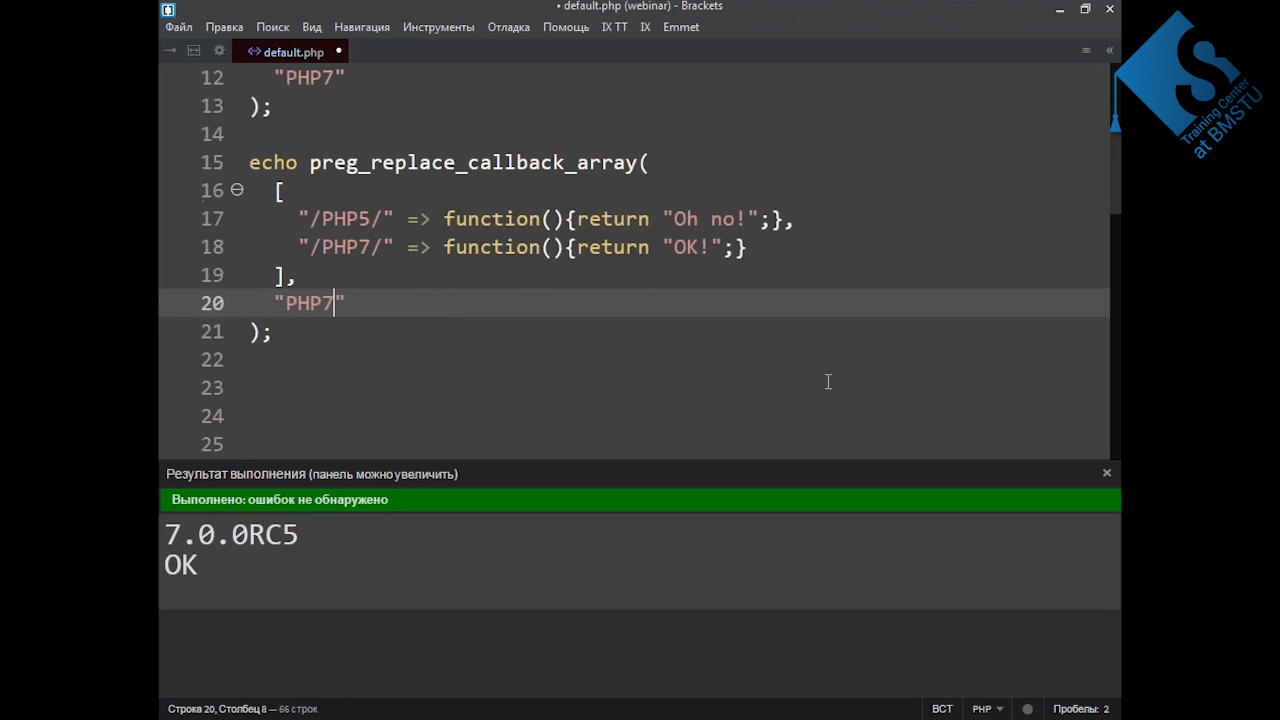 • default.php (webinar) - Brackets
Файл Правка Поиск Вид Навигация Инструменты Отладка Помощь IX TT IX Emmet
default.php •
12 "PHP7"
13 );
14
15 echo preg_replace_callback_array(
16 [
17 "/PHP5/" => function(){return "Oh no!";},
18 "/PHP7/" => function(){return "OK!";}
19 ],
20 "PHP7"
21 );
22
23
24
25
Результат выполнения (панель можно увеличить)
Выполнено: ошибок не обнаружено
7.0.0RC5
OK
Строка 20, Столбец 8 — 66 строк ВСТ PHP Пробелы: 2
S
Training Center
at BMSTU